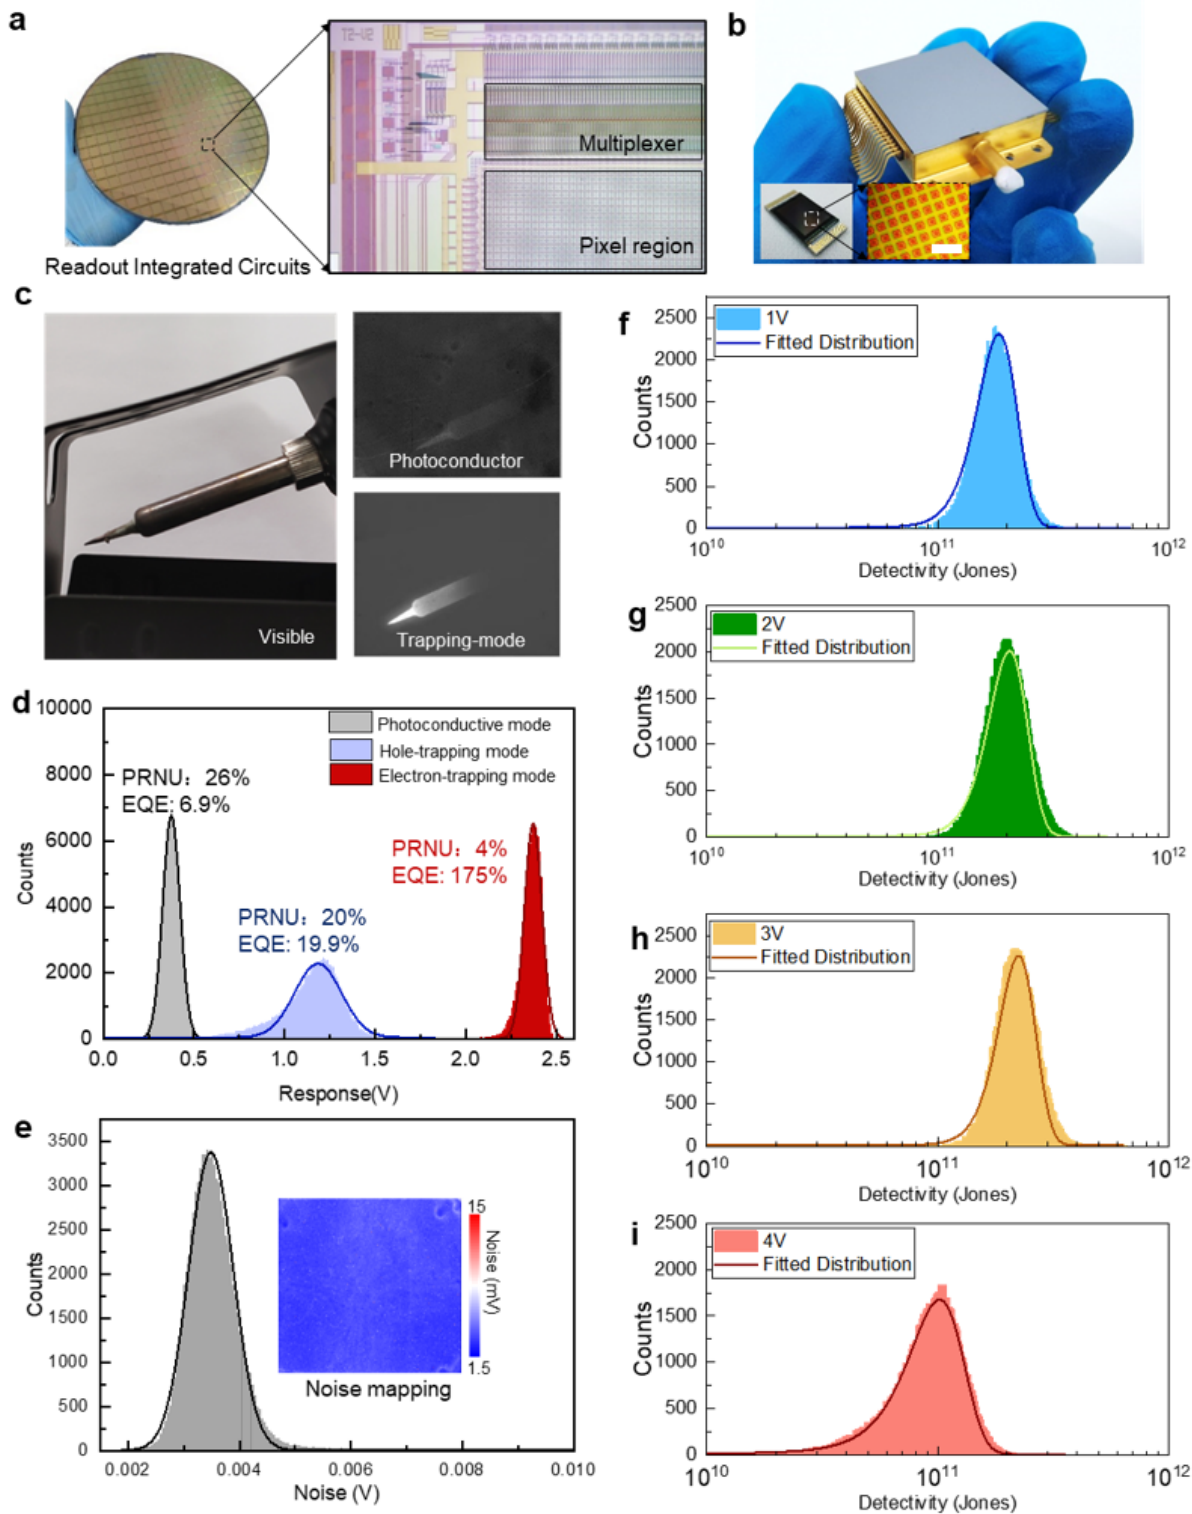 a
T2-V2
Multiplexer
Pixel region
Readout Integrated Circuits
b
c
Visible
Photoconductor
Trapping-mode
d
10000
8000
6000
4000
2000
0
Counts
Photoconductive mode
Hole-trapping mode
Electron-trapping mode
PRNU: 26%
EQE: 6.9%
PRNU: 20%
EQE: 19.9%
PRNU: 4%
EQE: 175%
0.0 0.5 1.0 1.5 2.0 2.5
Response(V)
e
3500
3000
2500
2000
1500
1000
500
0
Counts
15
Noise (mV)
1.5
Noise mapping
0.002 0.004 0.006 0.008 0.010
Noise (V)
f
2500
2000
1500
1000
500
0
Counts
1V
Fitted Distribution
10^10 10^11 10^12
Detectivity (Jones)
g
2500
2000
1500
1000
500
0
Counts
2V
Fitted Distribution
10^10 10^11 10^12
Detectivity (Jones)
h
2500
2000
1500
1000
500
0
Counts
3V
Fitted Distribution
10^10 10^11 10^12
Detectivity (Jones)
i
2500
2000
1500
1000
500
0
Counts
4V
Fitted Distribution
10^10 10^11 10^12
Detectivity (Jones)